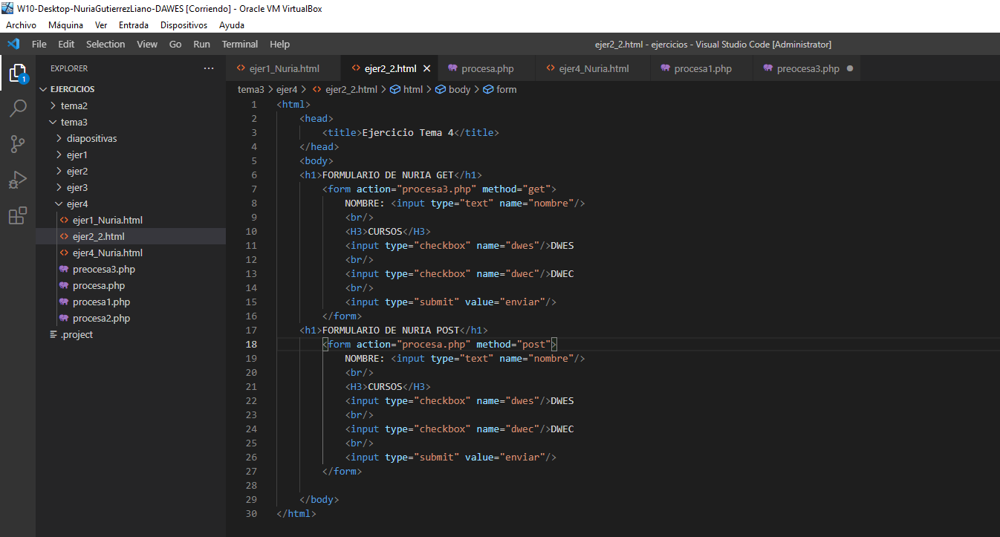 W10-Desktop-NuriaGutierrezLiano-DAWES [Corriendo] - Oracle VM VirtualBox
Archivo Máquina Ver Entrada Dispositivos Ayuda
File Edit Selection View Go Run Terminal Help ejer2_2.html - ejercicios - Visual Studio Code [Administrator]
EXPLORER ···
1
EJERCICIOS
tema2
tema3
diapositivas
ejer1
ejer2
ejer3
ejer4
ejer1_Nuria.html
ejer2_2.html
ejer4_Nuria.html
preocesa3.php
procesa.php
procesa1.php
procesa2.php
.project
ejer1_Nuria.html ejer2_2.html procesa.php ejer4_Nuria.html procesa1.php preocesa3.php
tema3 > ejer4 > ejer2_2.html > html > body > form
1 <html>
2 <head>
3 <title>Ejercicio Tema 4</title>
4 </head>
5 <body>
6 <h1>FORMULARIO DE NURIA GET</h1>
7 <form action="procesa3.php" method="get">
8 NOMBRE: <input type="text" name="nombre"/>
9 <br/>
10 <H3>CURSOS</H3>
11 <input type="checkbox" name="dwes"/>DWES
12 <br/>
13 <input type="checkbox" name="dwec"/>DWEC
14 <br/>
15 <input type="submit" value="enviar"/>
16 </form>
17 <h1>FORMULARIO DE NURIA POST</h1>
18 <form action="procesa.php" method="post">
19 NOMBRE: <input type="text" name="nombre"/>
20 <br/>
21 <H3>CURSOS</H3>
22 <input type="checkbox" name="dwes"/>DWES
23 <br/>
24 <input type="checkbox" name="dwec"/>DWEC
25 <br/>
26 <input type="submit" value="enviar"/>
27 </form>
28
29 </body>
30 </html>